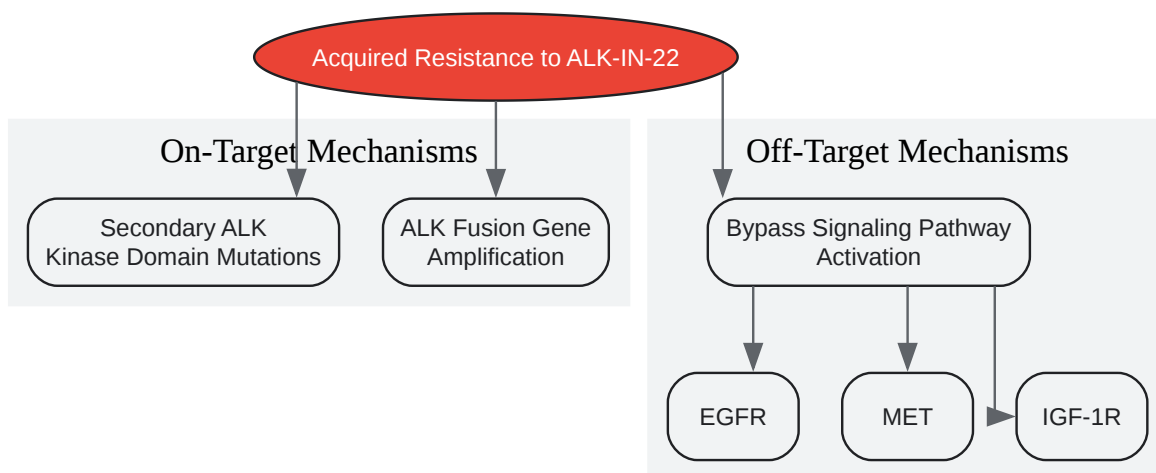 Acquired Resistance to ALK-IN-22
On-Target Mechanisms
Off-Target Mechanisms
Secondary ALK
Kinase Domain Mutations
ALK Fusion Gene
Amplification
Bypass Signaling Pathway
Activation
EGFR
MET
IGF-1R